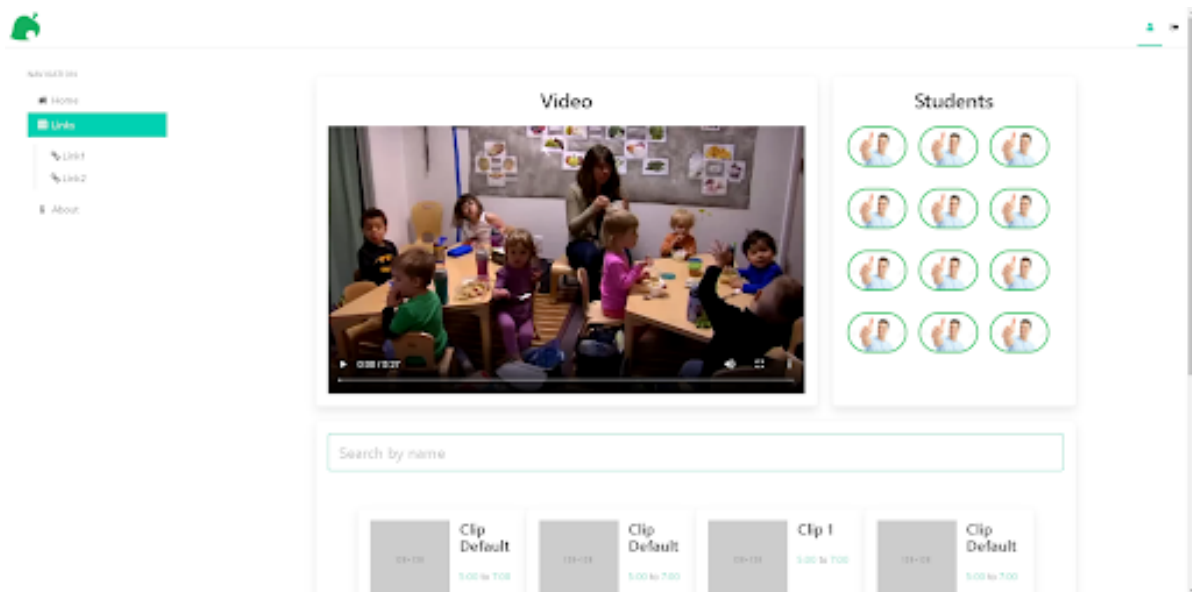 NAVIGATION
Home
Links
Link1
Link2
About
Video
0:00 / 0:27
Students
Search by name
Clip Default
5:00 to 7:00
Clip Default
5:00 to 7:00
Clip 1
5:00 to 7:00
Clip Default
5:00 to 7:00